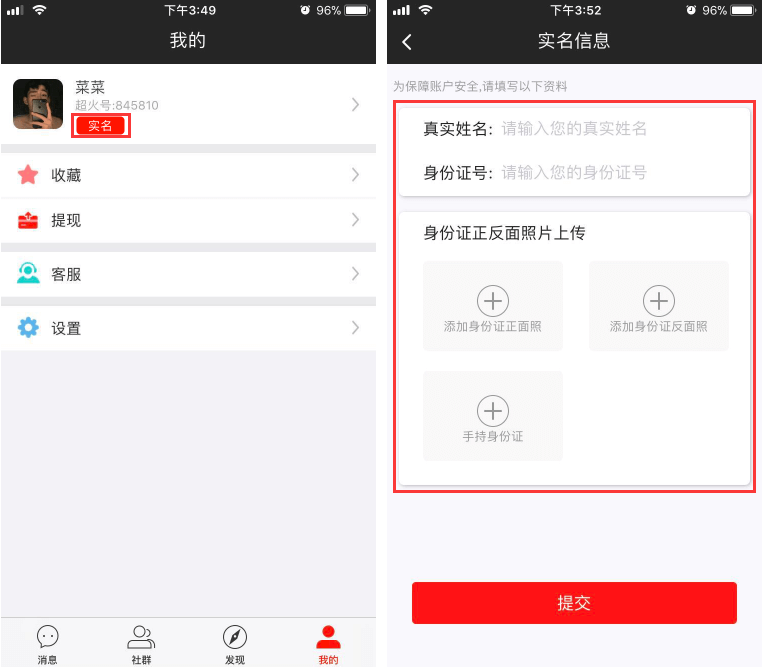 下午3:49
96%
我的
菜菜
超火号:845810
实名
收藏
提现
客服
设置
消息
社群
发现
我的
下午3:52
96%
实名信息
为保障账户安全,请填写以下资料
真实姓名: 请输入您的真实姓名
身份证号: 请输入您的身份证号
身份证正反面照片上传
添加身份证正面照
添加身份证反面照
手持身份证
提交